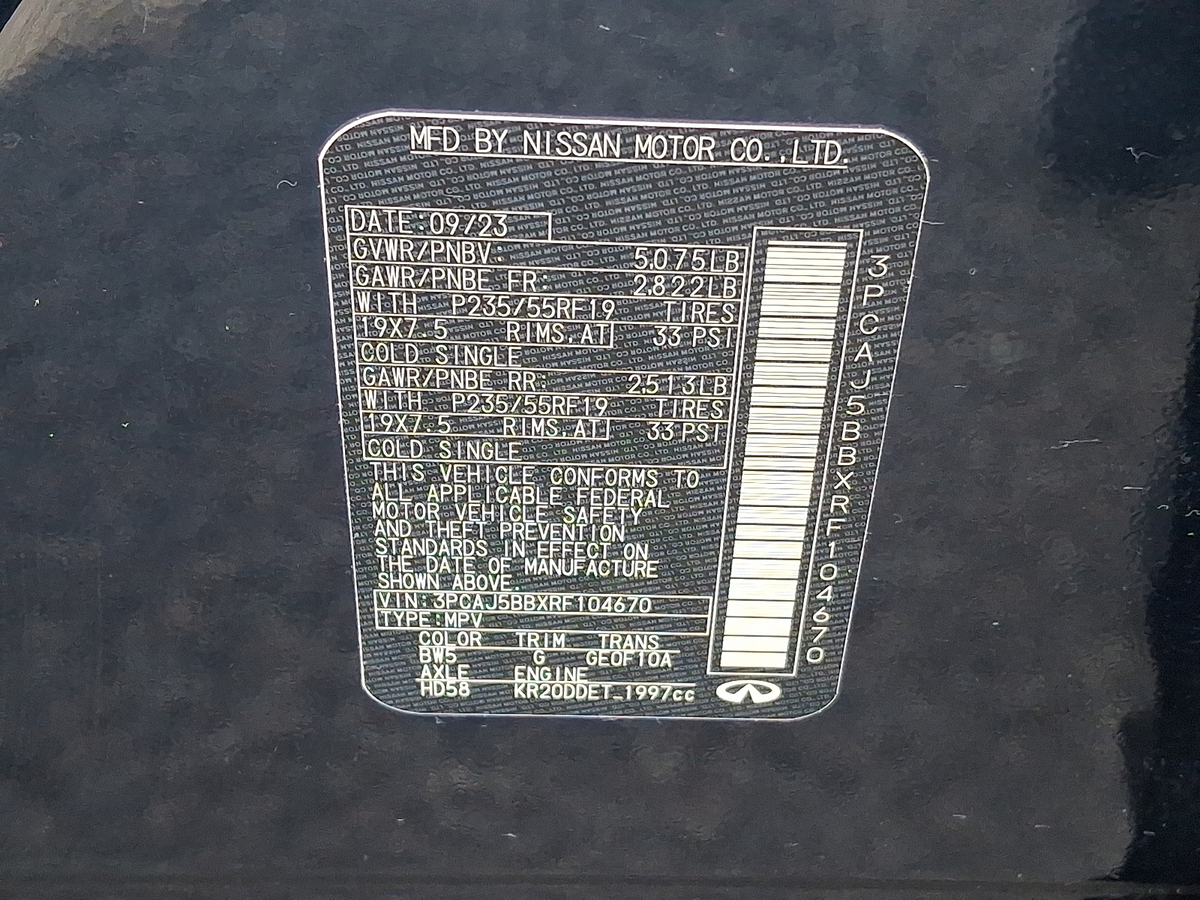 MFD BY NISSAN MOTOR CO.,LTD.
DATE:09/23
GVWR/PNBV: 5075LB
GAWR/PNBE FR: 2822LB
WITH P235/55RF19 TIRES
19X7.5 RIMS,AT 33 PSI
COLD SINGLE
GAWR/PNBE RR: 2513LB
WITH P235/55RF19 TIRES
19X7.5 RIMS,AT 33 PSI
COLD SINGLE
THIS VEHICLE CONFORMS TO
ALL APPLICABLE FEDERAL
MOTOR VEHICLE SAFETY
AND THEFT PREVENTION
STANDARDS IN EFFECT ON
THE DATE OF MANUFACTURE
SHOWN ABOVE.
VIN:3PCAJ5BBXRF104670
TYPE:MPV
COLOR TRIM TRANS
BW5 G GE0F10A
AXLE ENGINE
HD58 KR20DDET_1997cc
3PCAJ5BBXRF104670